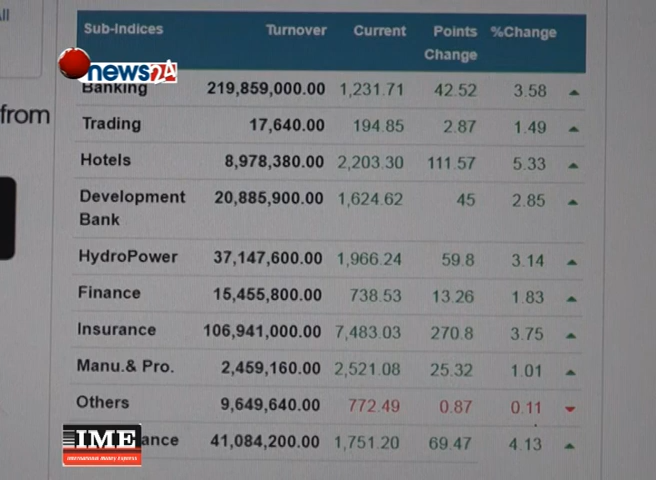 Sub-Indices Turnover Current Points %Change
Change
news24
Banking 219,859,000.00 1,231.71 42.52 3.58
from
Trading 17,640.00 194.85 2.87 1.49
Hotels 8,978,380.00 2,203.30 111.57 5.33
Development 20,885,900.00 1,624.62 45 2.85
Bank
HydroPower 37,147,600.00 1,966.24 59.8 3.14
Finance 15,455,800.00 738.53 13.26 1.83
Insurance 106,941,000.00 7,483.03 270.8 3.75
Manu.& Pro. 2,459,160.00 2,521.08 25.32 1.01
Others 9,649,640.00 772.49 0.87 0.11
IME
International Money Express
ance 41,084,200.00 1,751.20 69.47 4.13